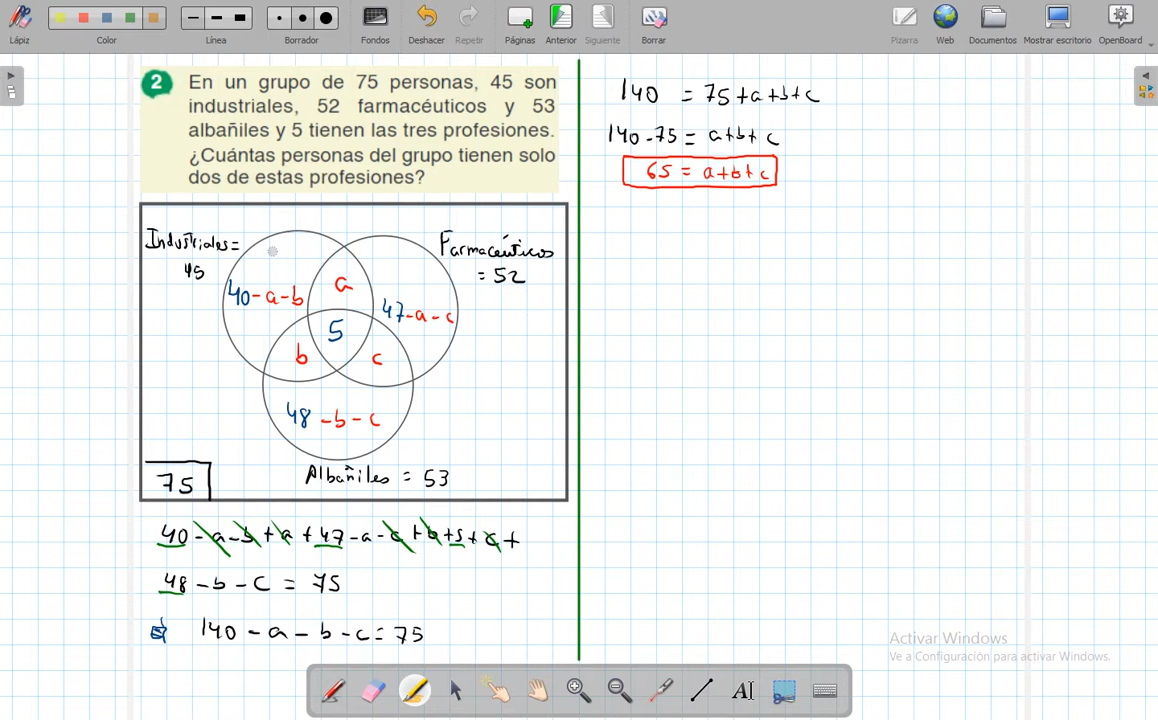 Lápiz Color Línea Borrador Fondos Deshacer Repetir Páginas Anterior Siguiente Borrar Pizarra Web Documentos Mostrar escritorio OpenBoard
2 En un grupo de 75 personas, 45 son
industriales, 52 farmacéuticos y 53
albañiles y 5 tienen las tres profesiones.
¿Cuántas personas del grupo tienen solo
dos de estas profesiones?
Industriales=
45
Farmacéuticos
= 52
40-a-b
a
47-a-c
5
b
c
48 -b-c
75
Albañiles = 53
40 -a-b +a +47 -a -c +b +5 +c +
48 -b -c = 75
⇒ 140 -a -b -c = 75
140 = 75+a+b+c
140-75 = a+b+c
65 = a+b+c
Activar Windows
Ve a Configuración para activar Windows.